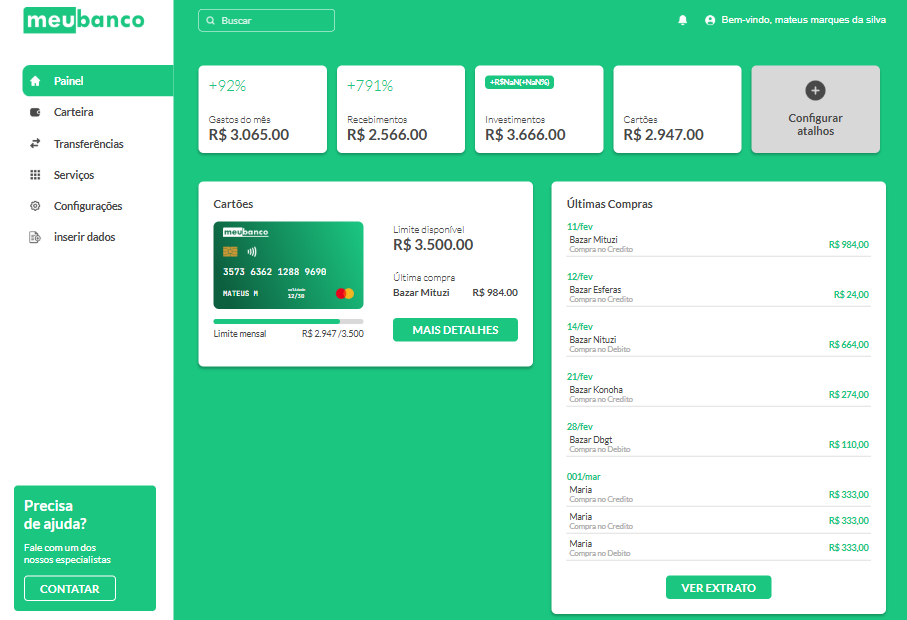 meubanco
Buscar
Bem-vindo, mateus marques da silva
Painel
Carteira
Transferências
Serviços
Configurações
inserir dados
+92%
Gastos do mês
R$ 3.065.00
+791%
Recebimentos
R$ 2.566.00
+R$NaN(+NaN%)
Investimentos
R$ 3.666.00
Cartões
R$ 2.947.00
Configurar
atalhos
Cartões
meubanco
3573 6362 1288 9690
MATEUS M
validade
12/30
Limite mensal
R$ 2.947 /3.500
Limite disponível
R$ 3.500.00
Última compra
Bazar Mituzi R$ 984.00
MAIS DETALHES
Últimas Compras
11/fev
Bazar Mituzi
Compra no Credito
R$ 984,00
12/fev
Bazar Esferas
Compra no Credito
R$ 24,00
14/fev
Bazar Nituzi
Compra no Debito
R$ 664,00
21/fev
Bazar Konoha
Compra no Credito
R$ 274,00
28/fev
Bazar Dbgt
Compra no Debito
R$ 110,00
001/mar
Maria
Compra no Credito
R$ 333,00
Maria
Compra no Credito
R$ 333,00
Maria
Compra no Debito
R$ 333,00
VER EXTRATO
Precisa
de ajuda?
Fale com um dos
nossos especialistas
CONTATAR